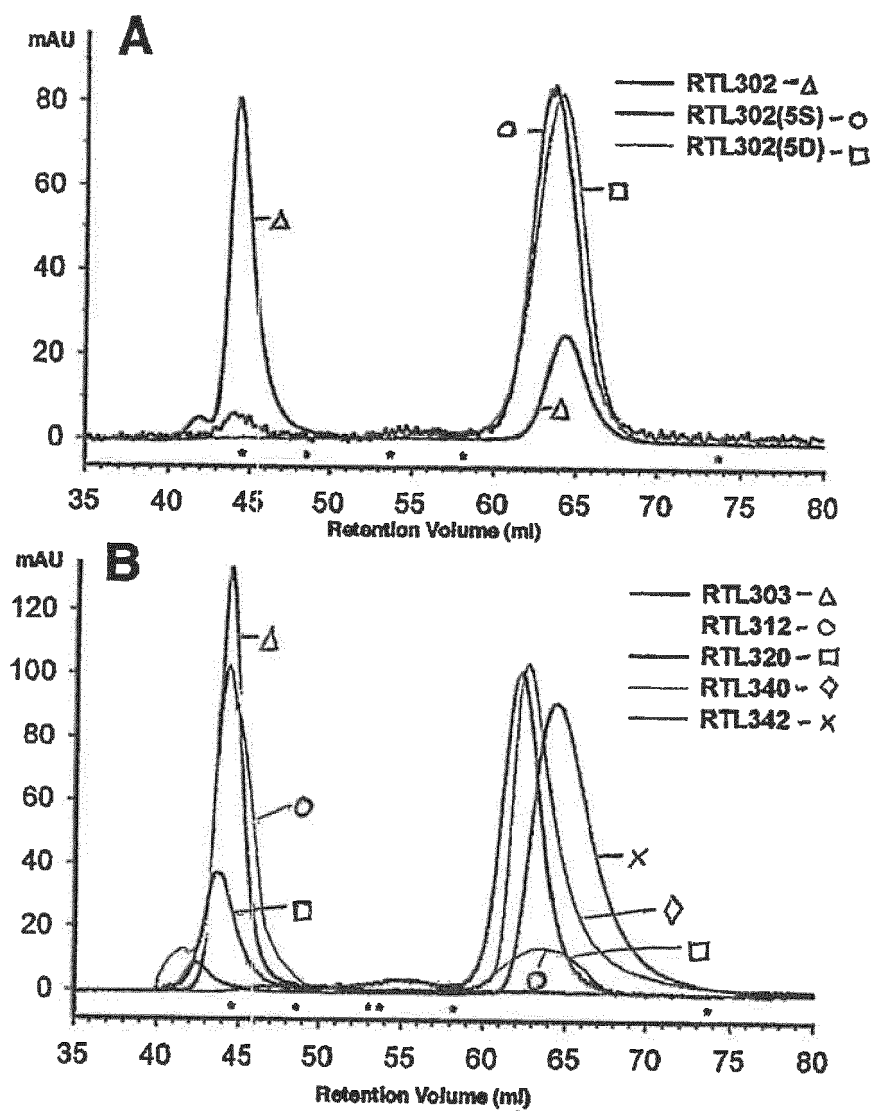 A
mAU
RTL302 - △
RTL302(5S) - ○
RTL302(5D) - □
80
60
40
20
0
○
□
△
△
* * * * *
35 40 45 50 55 60 65 70 75 80
Retention Volume (ml)
B
mAU
RTL303 - △
RTL312 - ○
RTL320 - □
RTL340 - ◇
RTL342 - ×
120
100
80
60
40
20
0
△
○
□
×
◇
□
○
* * * * * *
35 40 45 50 55 60 65 70 75 80
Retention Volume (ml)